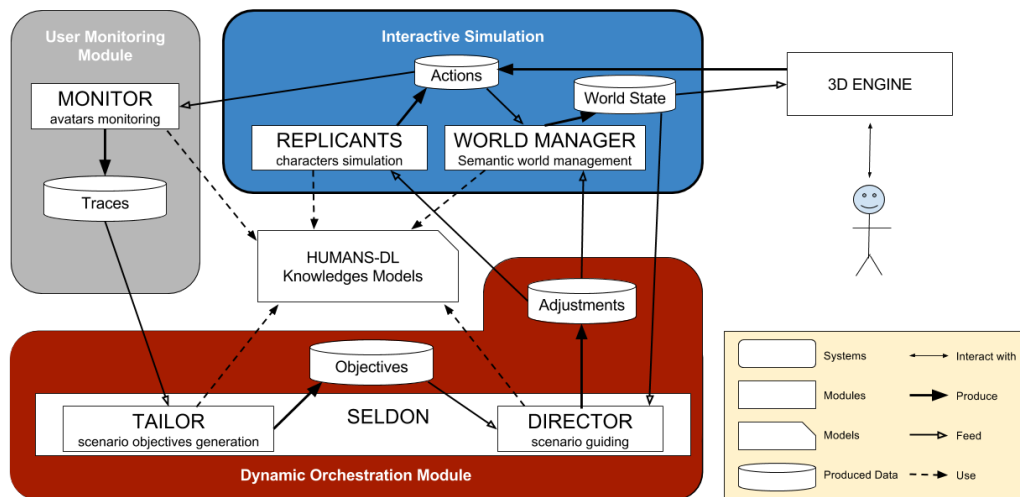 User Monitoring
Module
MONITOR
avatars monitoring
Traces
Interactive Simulation
Actions
World State
REPLICANTS
characters simulation
WORLD MANAGER
Semantic world management
3D ENGINE
HUMANS-DL
Knowledges Models
Adjustments
Objectives
SELDON
TAILOR
scenario objectives generation
DIRECTOR
scenario guiding
Dynamic Orchestration Module
Systems
Interact with
Modules
Produce
Models
Feed
Produced Data
Use